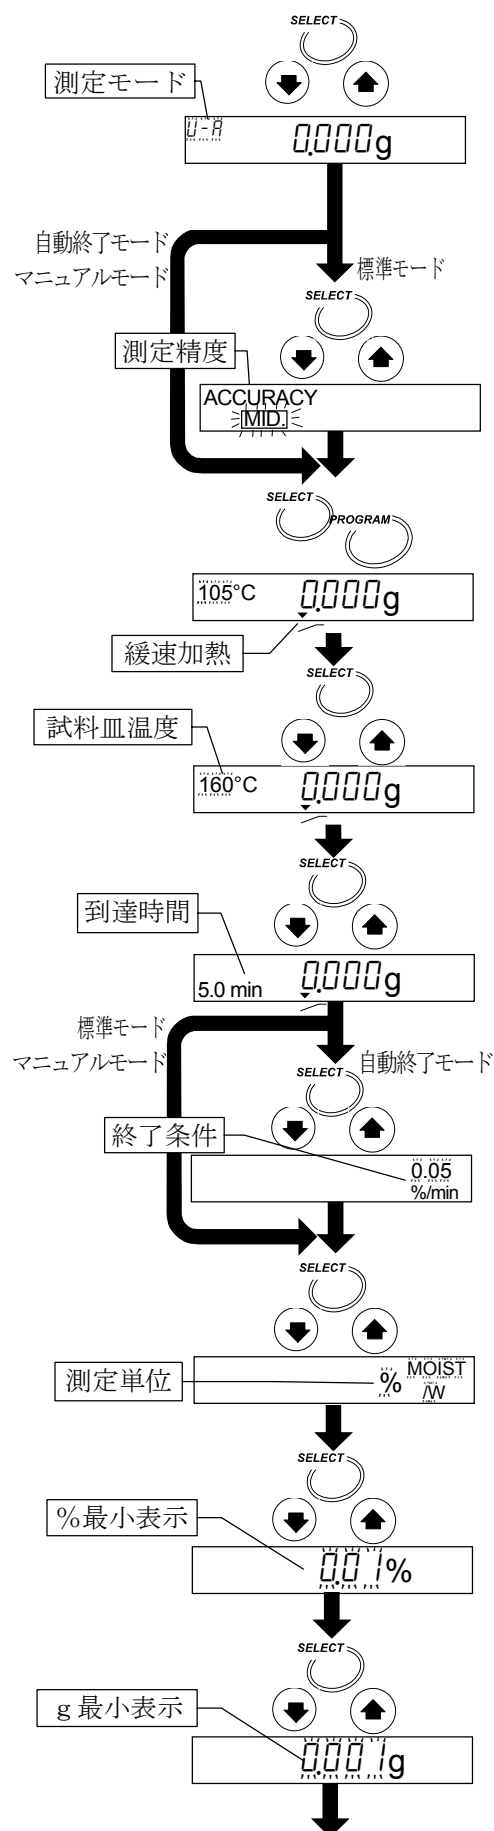 SELECT
測定モード
U-A 0.000g
自動終了モード
マニュアルモード
標準モード
SELECT
測定精度
ACCURACY
MID.
SELECT
PROGRAM
105°C 0.000g
緩速加熱
SELECT
試料皿温度
160°C 0.000g
SELECT
到達時間
5.0 min 0.000g
標準モード
マニュアルモード
自動終了モード
SELECT
終了条件
0.05
%/min
SELECT
測定単位
% MOIST
/W
SELECT
%最小表示
0.01%
SELECT
g最小表示
0.001g